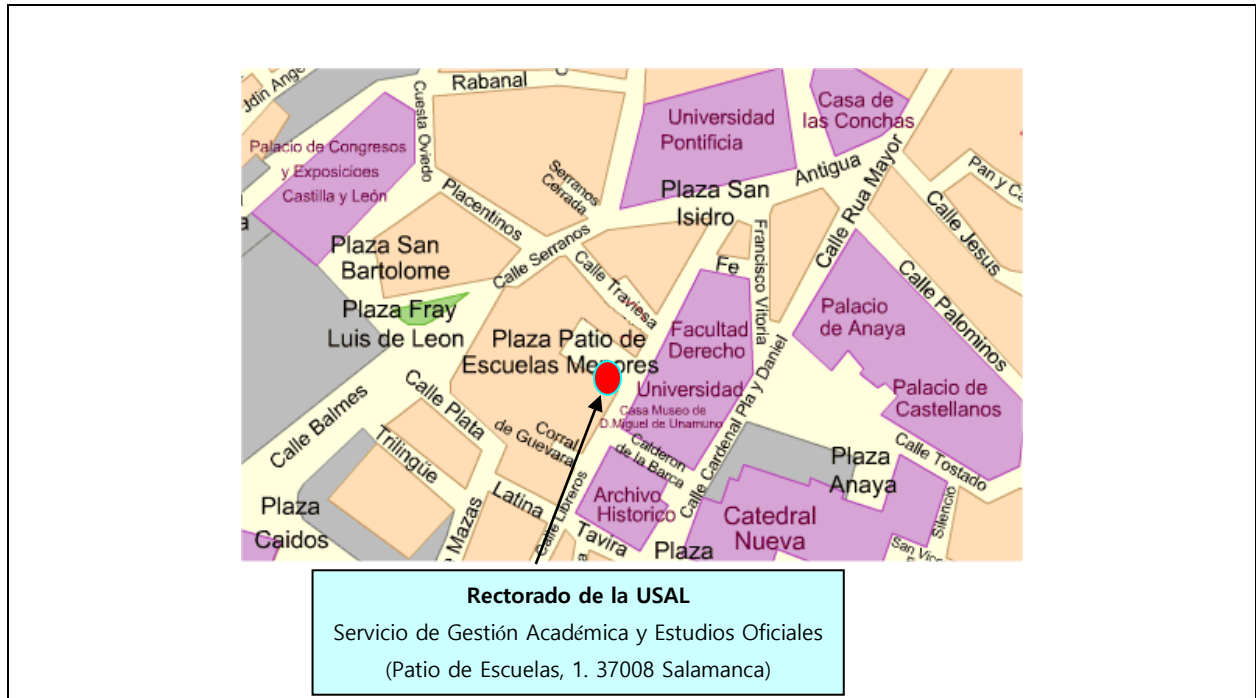 Jdin Ange
Rabanal
C
Cuesta Oviedo
Palacio de Congresos
y Exposicioes
Castilla y León
Universidad
Pontificia
Casa de
las Conchas
Antigua
Calle Rua Mayor
Pan y Ca
Calle Jesus
Serranos
Cerrada
Placentinos
Plaza San
Isidro
Plaza San
Bartolome
Calle Serranos
Calle Traviesa
Fe
Francisco Vitoria
Calle Palominos
Plaza Fray
Luis de Leon
Plaza Patio de
Escuelas Menores
Facultad
Derecho
Universidad
Casa Museo de
D.Miguel de Unamuno
Palacio
de Anaya
Palacio de
Castellanos
Calle Balmes
Calle Plata
Trilingüe
Corral
de Guevara
Calderon
de la Barca
Calle Cardenal Pla y Daniel
Calle Tostado
Plaza
Anaya
Silencio
San Vice
Plaza
Caidos
Mazas
Latina
Calle Libreros
Archivo
Historico
Tavira
Plaza
Catedral
Nueva
Rectorado de la USAL
Servicio de Gestión Académica y Estudios Oficiales
(Patio de Escuelas, 1. 37008 Salamanca)